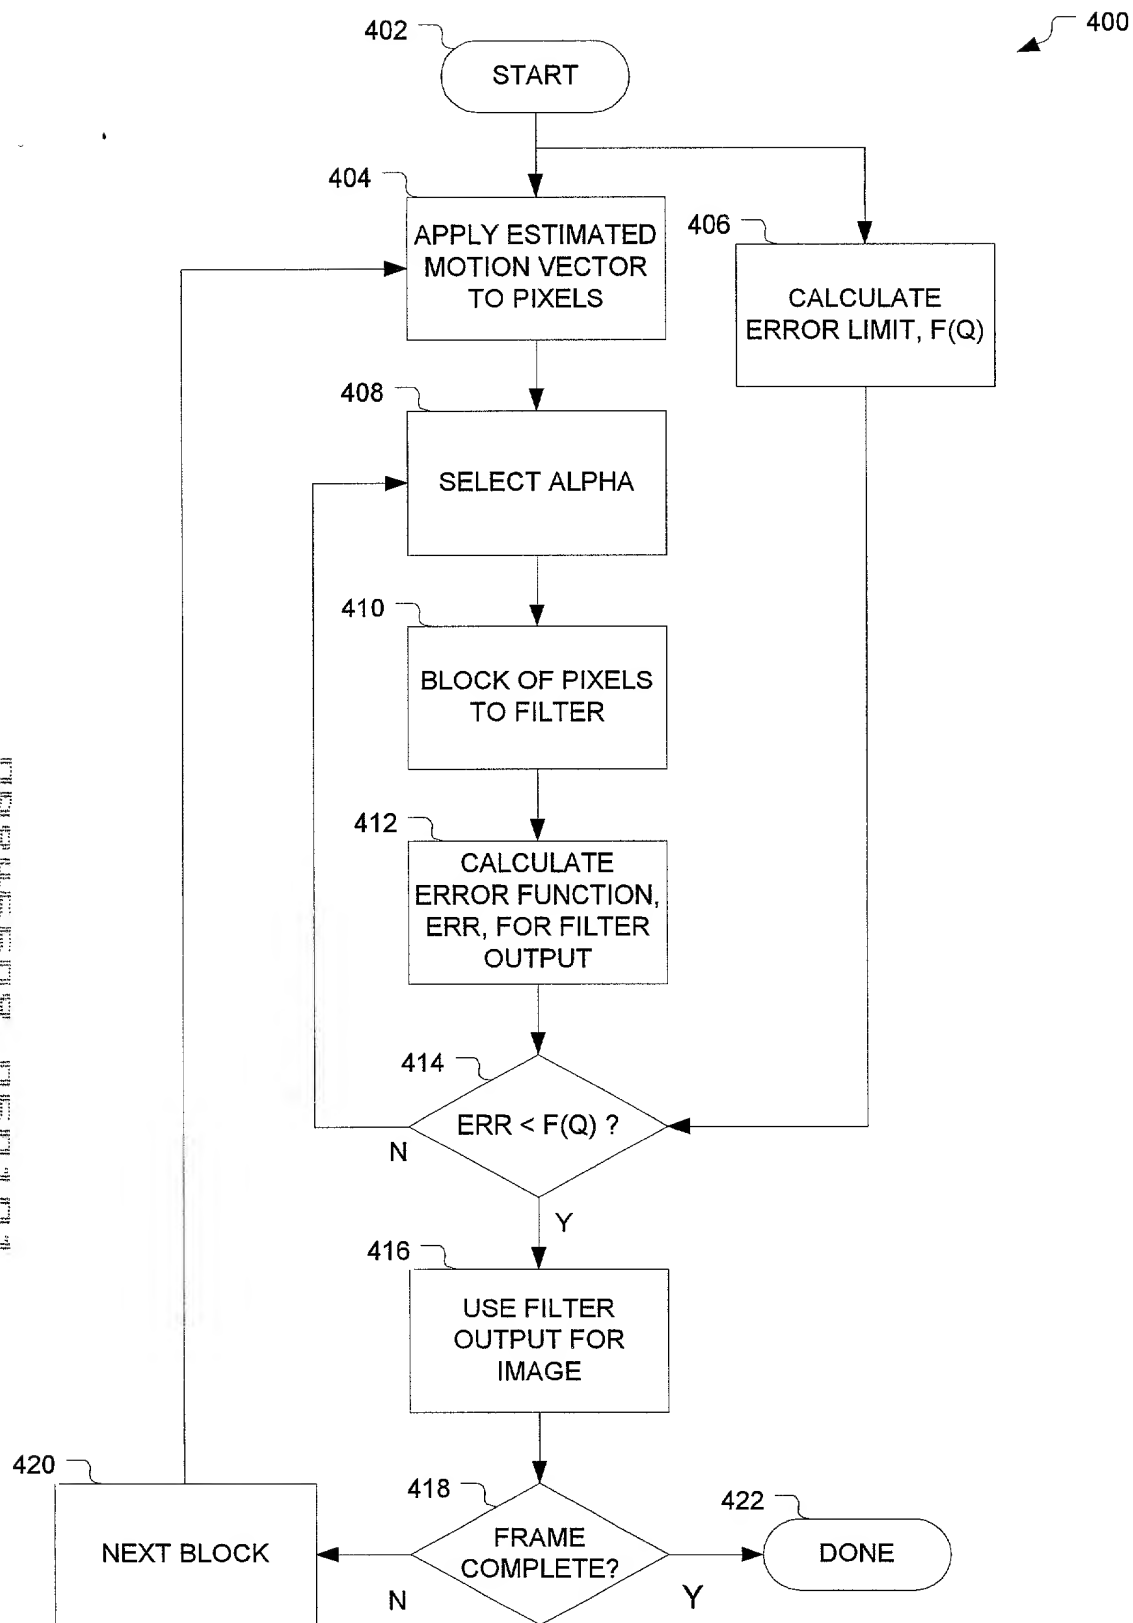 400
402
START
404
APPLY ESTIMATED
MOTION VECTOR
TO PIXELS
406
CALCULATE
ERROR LIMIT, F(Q)
408
SELECT ALPHA
410
BLOCK OF PIXELS
TO FILTER
412
CALCULATE
ERROR FUNCTION,
ERR, FOR FILTER
OUTPUT
414
ERR < F(Q) ?
N
Y
416
USE FILTER
OUTPUT FOR
IMAGE
418
FRAME
COMPLETE?
N
Y
420
NEXT BLOCK
422
DONE